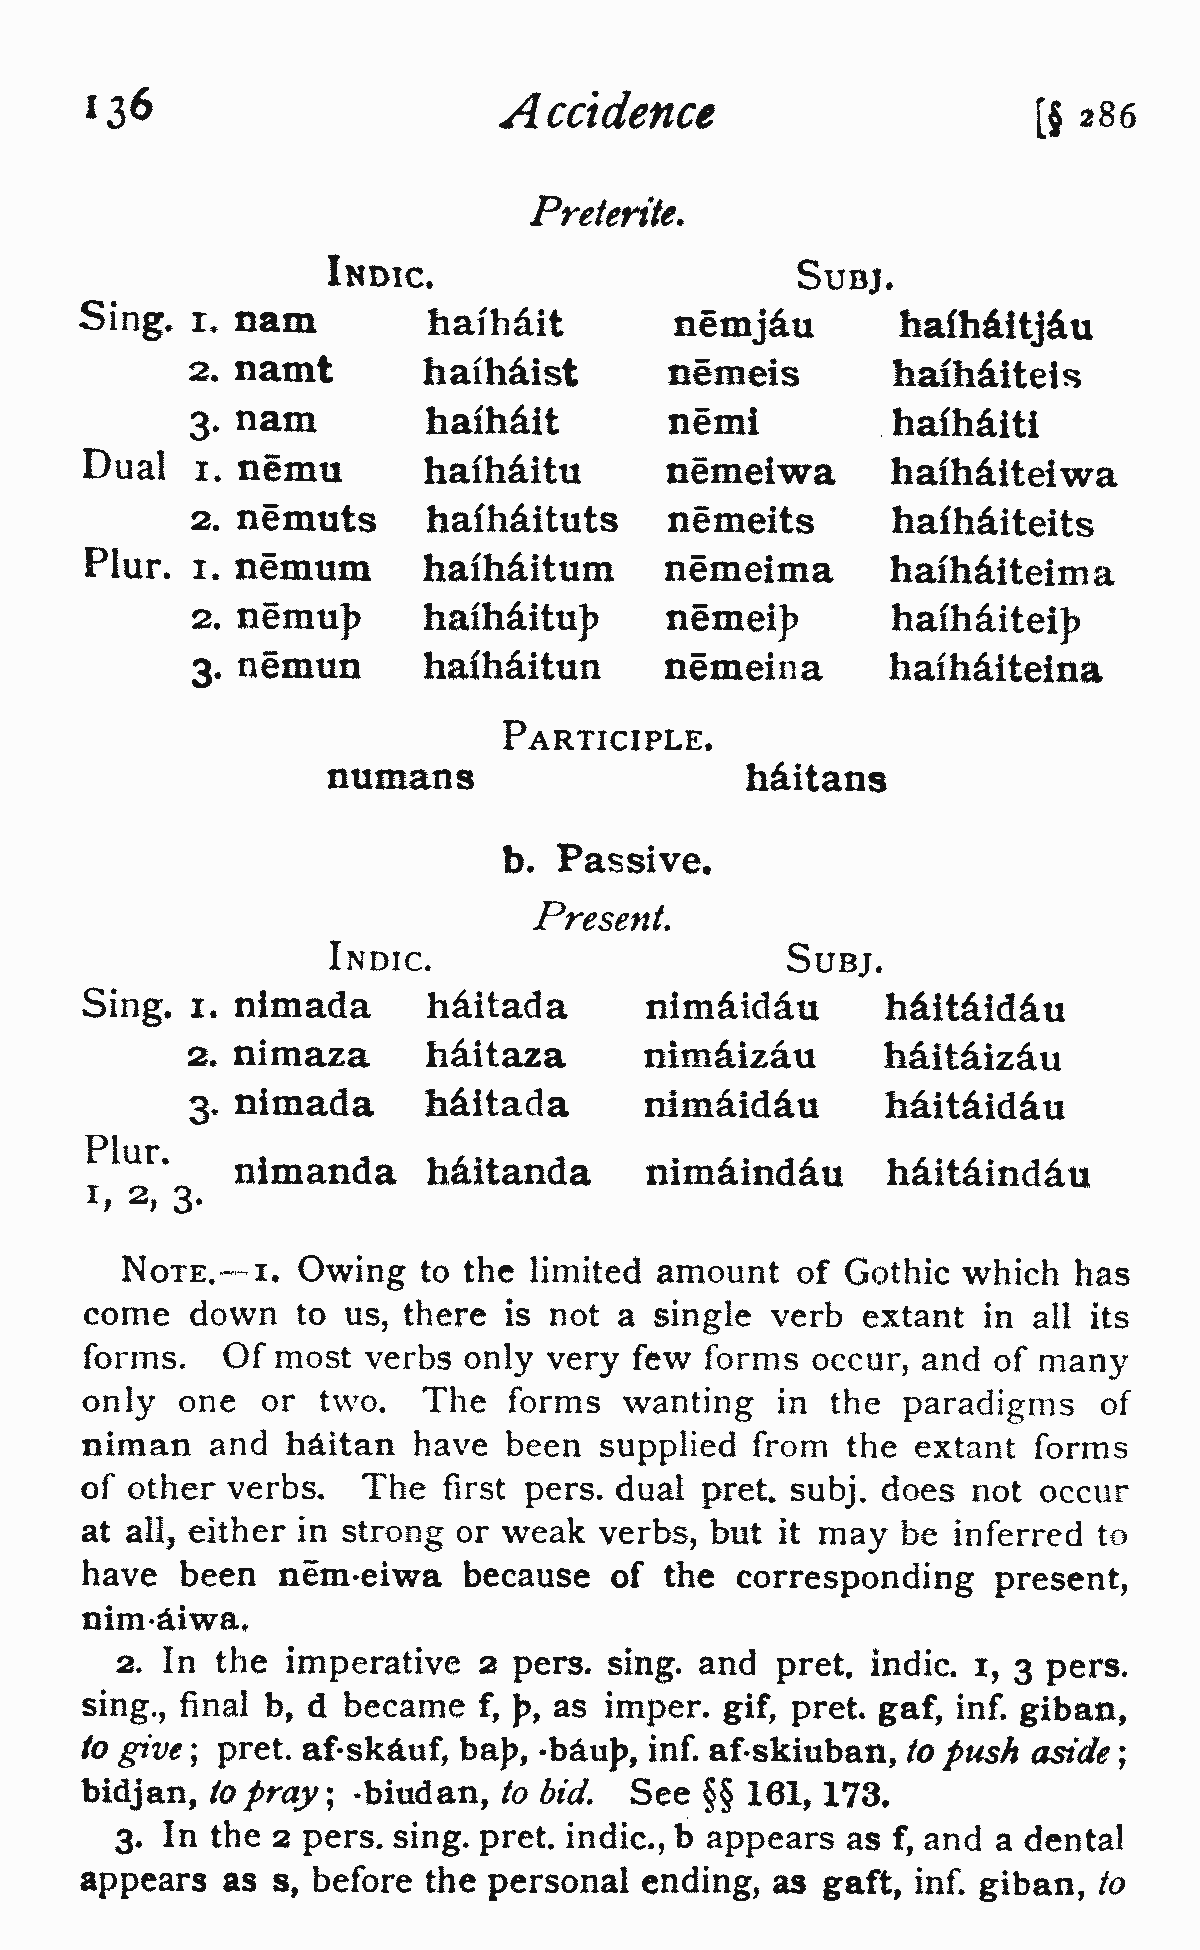 136 Accidence [§ 286
Preterite.
Indic. Subj.
Sing. 1. nam haíháit nēmjáu haíháitjáu
2. namt haíháist nēmeis haíháiteis
3. nam haíháit nēmi haíháiti
Dual 1. nēmu haíháitu nēmeiwa haíháiteiwa
2. nēmuts haíháituts nēmeits haíháiteits
Plur. 1. nēmum haíháitum nēmeima haíháiteima
2. nēmuþ haíháituþ nēmeiþ haíháiteiþ
3. nēmun haíháitun nēmeina haíháiteina
Participle.
numans háitans
b. Passive.
Present.
Indic. Subj.
Sing. 1. nimada háitada nimáidáu háitáidáu
2. nimaza háitaza nimáizáu háitáizáu
3. nimada háitada nimáidáu háitáidáu
Plur.
1, 2, 3. nimanda háitanda nimáindáu háitáindáu
Note.—1. Owing to the limited amount of Gothic which has
come down to us, there is not a single verb extant in all its
forms. Of most verbs only very few forms occur, and of many
only one or two. The forms wanting in the paradigms of
niman and háitan have been supplied from the extant forms
of other verbs. The first pers. dual pret. subj. does not occur
at all, either in strong or weak verbs, but it may be inferred to
have been nēm·eiwa because of the corresponding present,
nim·áiwa.
2. In the imperative 2 pers. sing. and pret. indic. 1, 3 pers.
sing., final b, d became f, þ, as imper. gif, pret. gaf, inf. giban,
to give; pret. af·skáuf, baþ, ·báuþ, inf. af·skiuban, to push aside;
bidjan, to pray; ·biudan, to bid. See §§ 161, 173.
3. In the 2 pers. sing. pret. indic., b appears as f, and a dental
appears as s, before the personal ending, as gaft, inf. giban, to